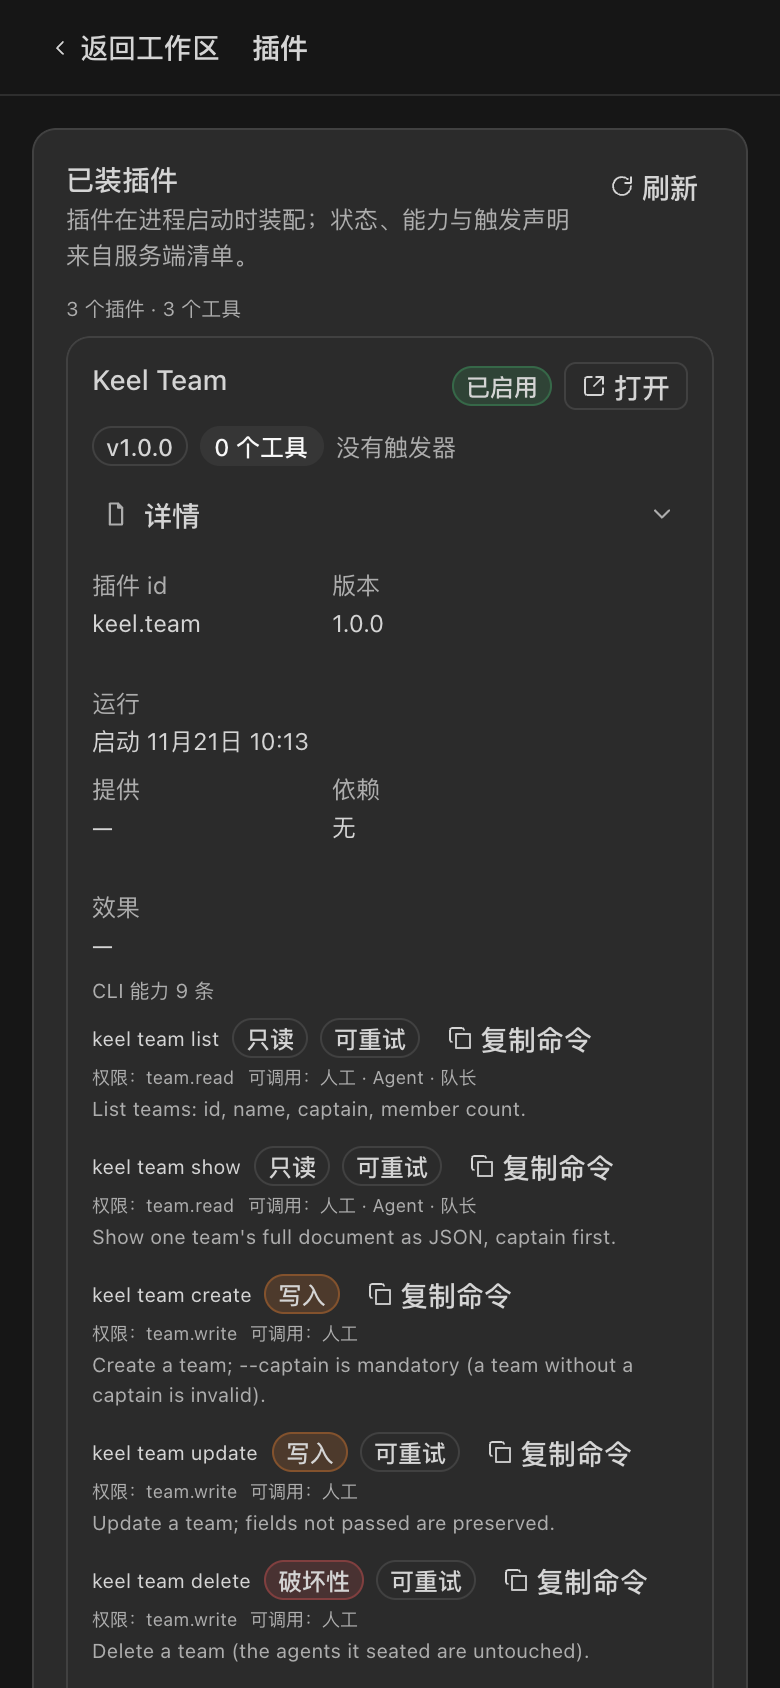 返回工作区 插件
已装插件
刷新
插件在进程启动时装配；状态、能力与触发声明
来自服务端清单。
3 个插件 · 3 个工具
Keel Team
已启用
打开
v1.0.0 0 个工具 没有触发器
详情
插件 id 版本
keel.team 1.0.0
运行
启动 11月21日 10:13
提供 依赖
— 无
效果
—
CLI 能力 9 条
keel team list 只读 可重试 复制命令
权限：team.read 可调用：人工 · Agent · 队长
List teams: id, name, captain, member count.
keel team show 只读 可重试 复制命令
权限：team.read 可调用：人工 · Agent · 队长
Show one team's full document as JSON, captain first.
keel team create 写入 复制命令
权限：team.write 可调用：人工
Create a team; --captain is mandatory (a team without a
captain is invalid).
keel team update 写入 可重试 复制命令
权限：team.write 可调用：人工
Update a team; fields not passed are preserved.
keel team delete 破坏性 可重试 复制命令
权限：team.write 可调用：人工
Delete a team (the agents it seated are untouched).